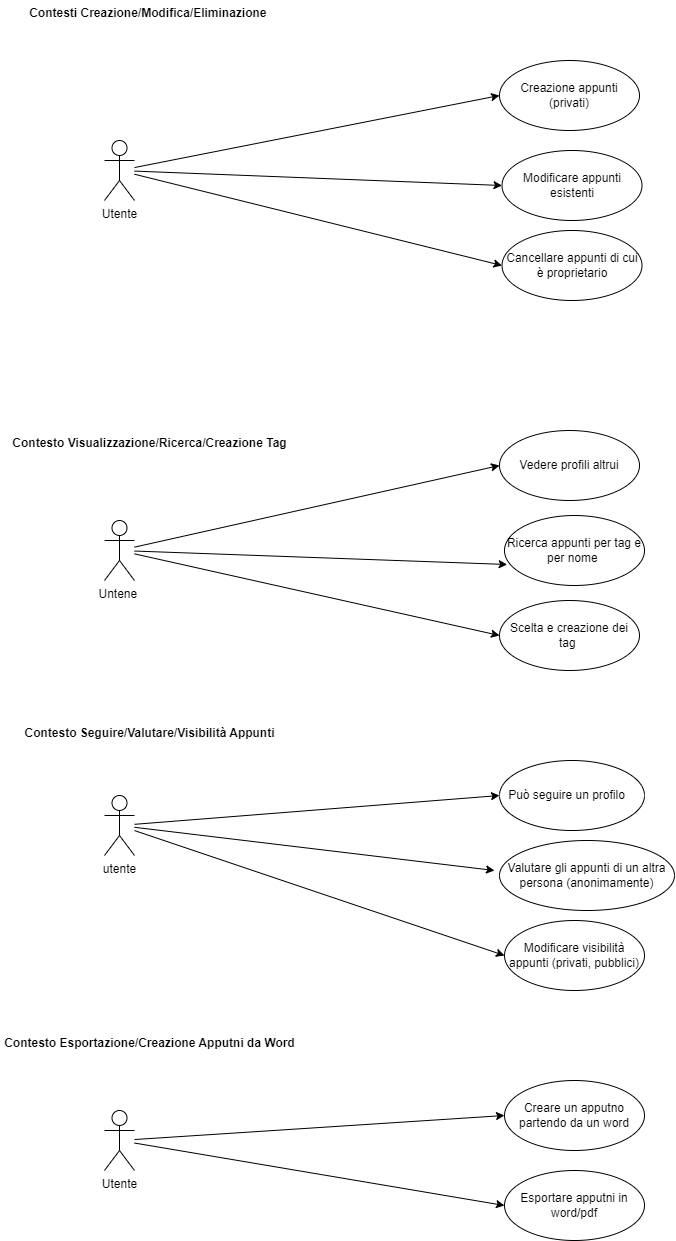 Contesti Creazione/Modifica/Eliminazione
Creazione appunti
(privati)
Modificare appunti
esistenti
Utente
Cancellare appunti di cui
è proprietario
Contesto Visualizzazione/Ricerca/Creazione Tag
Vedere profili altrui
Ricerca appunti per tag e
per nome
Untene
Scelta e creazione dei
tag
Contesto Seguire/Valutare/Visibilità Appunti
Può seguire un profilo
utente
Valutare gli appunti di un altra
persona (anonimamente)
Modificare visibilità
appunti (privati, pubblici)
Contesto Esportazione/Creazione Apputni da Word
Creare un apputno
partendo da un word
Utente
Esportare apputni in
word/pdf